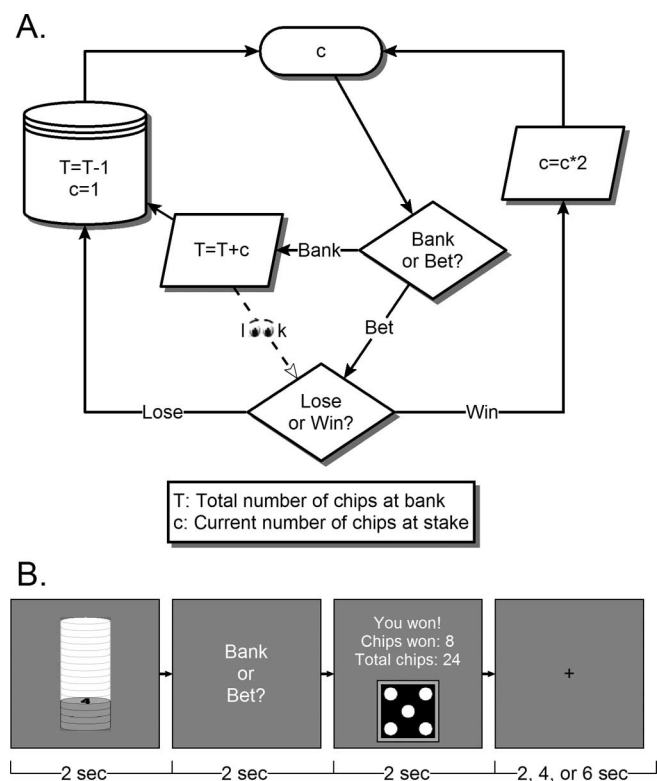 A.
c
T=T-1
c=1
c=c*2
T=T+c
Bank
Bank
or Bet?
l👀k
Bet
Lose
Lose
or Win?
Win
T: Total number of chips at bank
c: Current number of chips at stake
B.
4
Bank
or
Bet?
You won!
Chips won: 8
Total chips: 24
+
2 sec
2 sec
2 sec
2, 4, or 6 sec